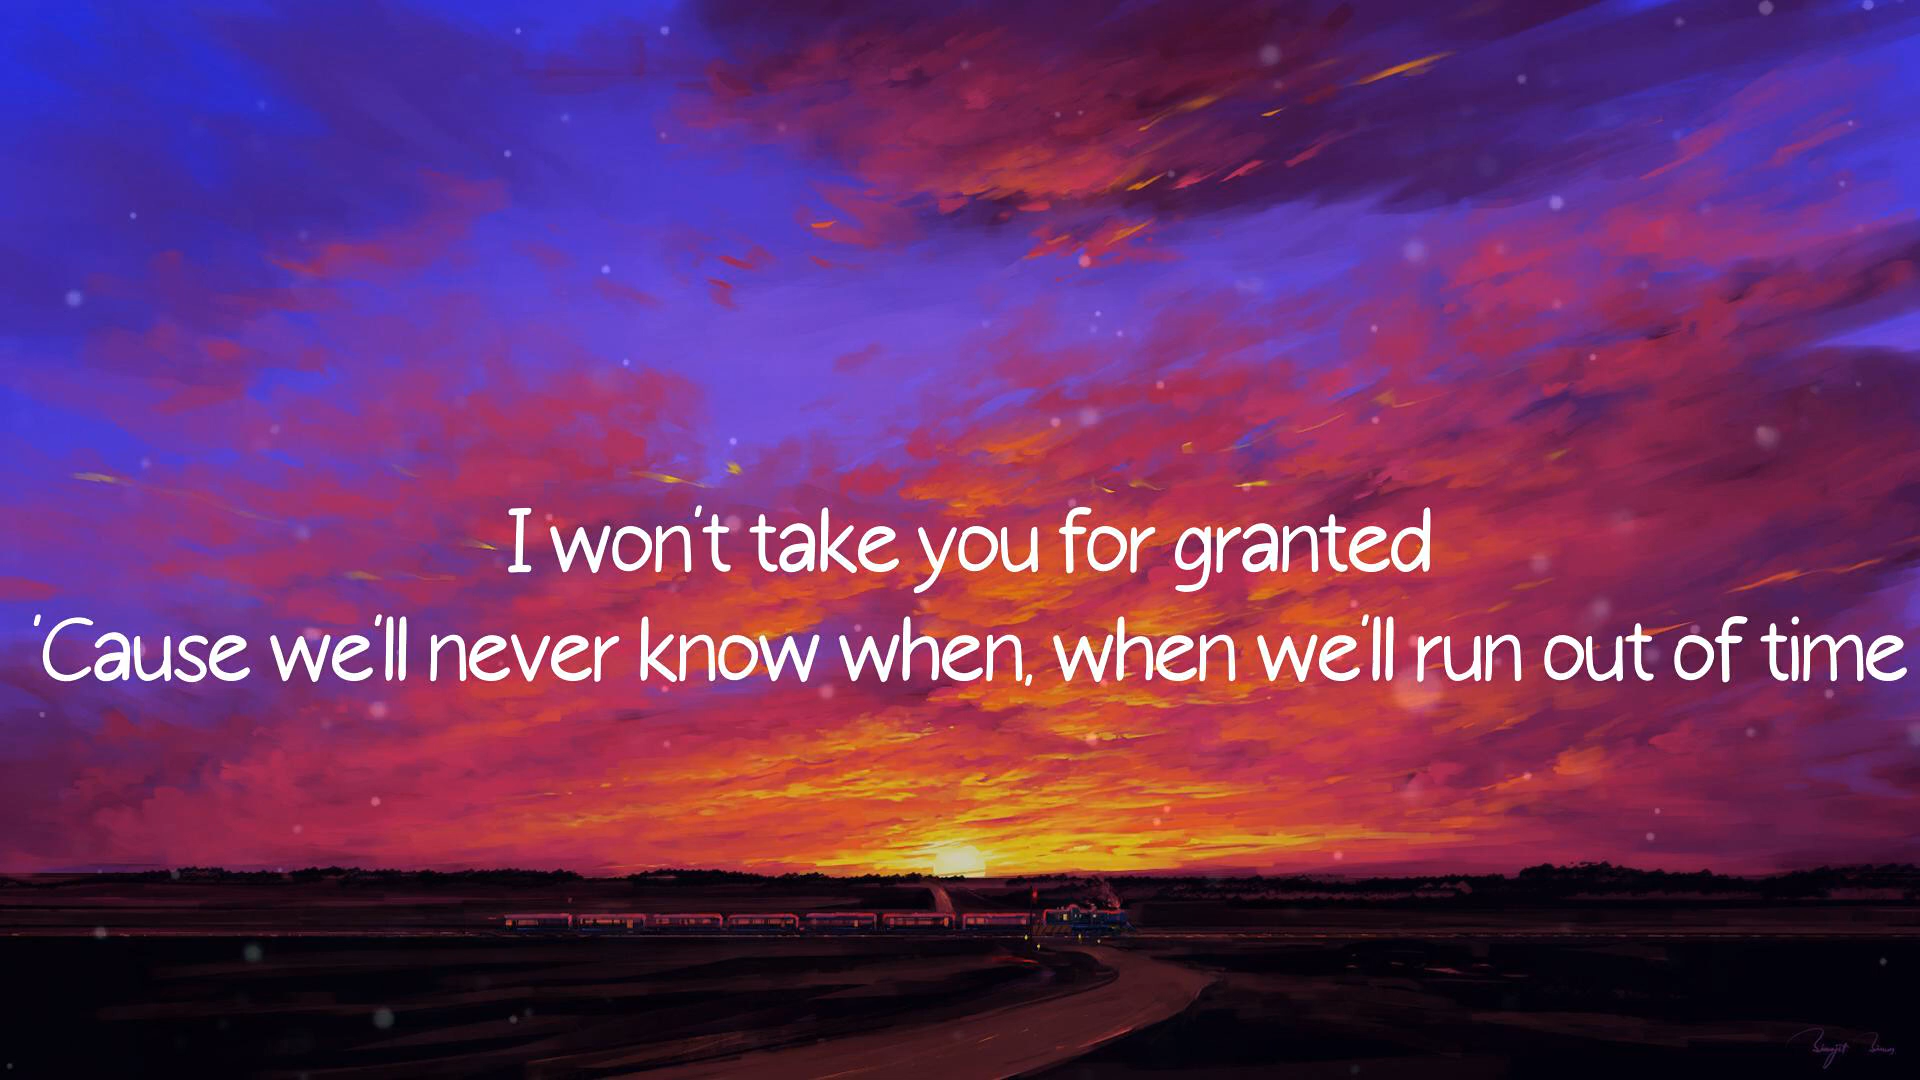 I won't take you for granted
'Cause we'll never know when, when we'll run out of time